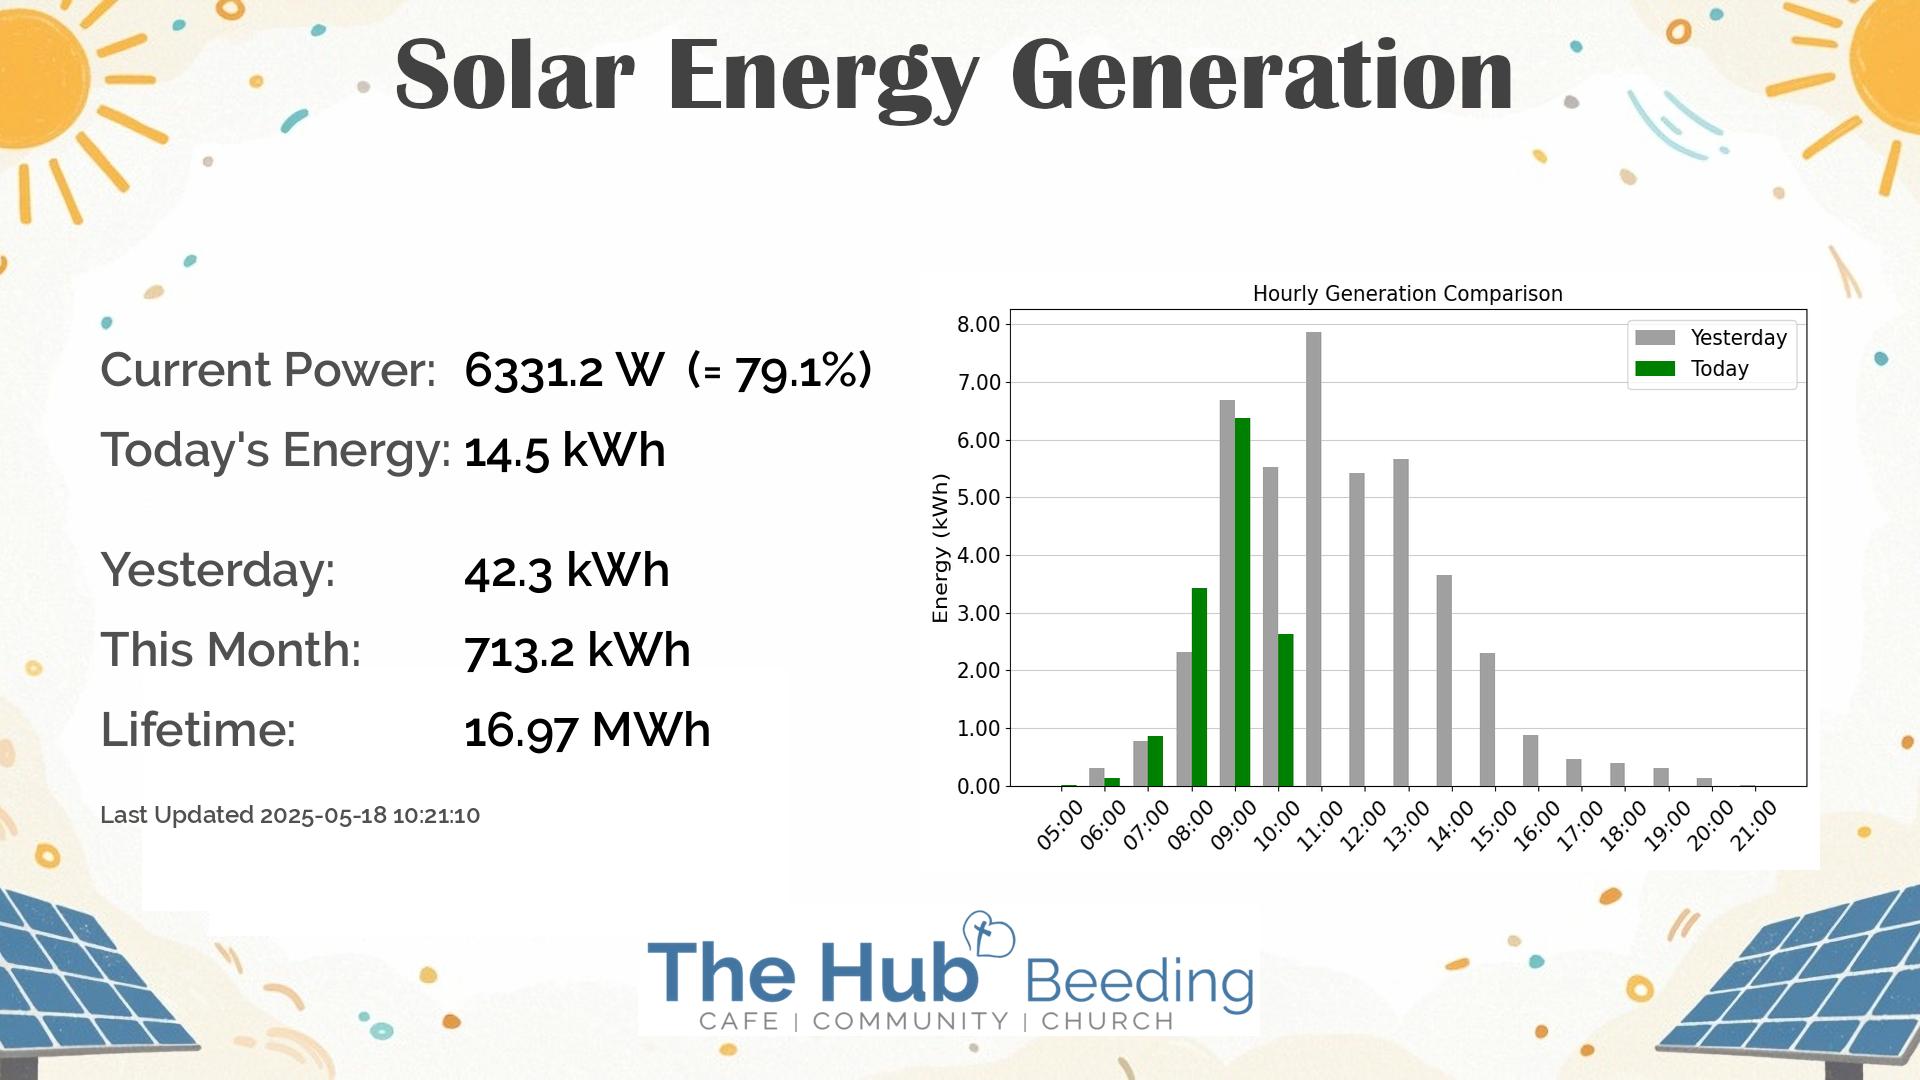 Solar Energy Generation
Current Power: 6331.2 W (= 79.1%)
Today's Energy: 14.5 kWh
Yesterday: 42.3 kWh
This Month: 713.2 kWh
Lifetime: 16.97 MWh
Last Updated 2025-05-18 10:21:10
Hourly Generation Comparison
Yesterday
Today
Energy (kWh)
8.00
7.00
6.00
5.00
4.00
3.00
2.00
1.00
0.00
05:00 06:00 07:00 08:00 09:00 10:00 11:00 12:00 13:00 14:00 15:00 16:00 17:00 18:00 19:00 20:00 21:00
The Hub Beeding
CAFE | COMMUNITY | CHURCH